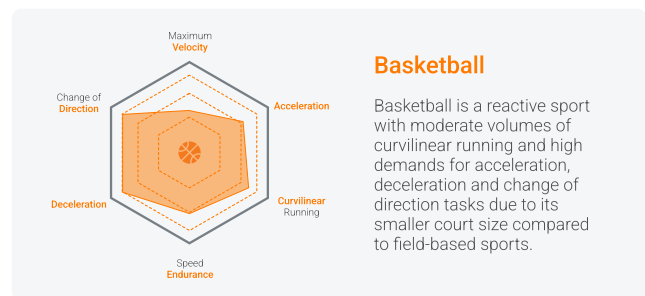 Maximum
Velocity
Change of
Direction
Acceleration
Deceleration
Curvilinear
Running
Speed
Endurance
Basketball
Basketball is a reactive sport
with moderate volumes of
curvilinear running and high
demands for acceleration,
deceleration and change of
direction tasks due to its
smaller court size compared
to field-based sports.